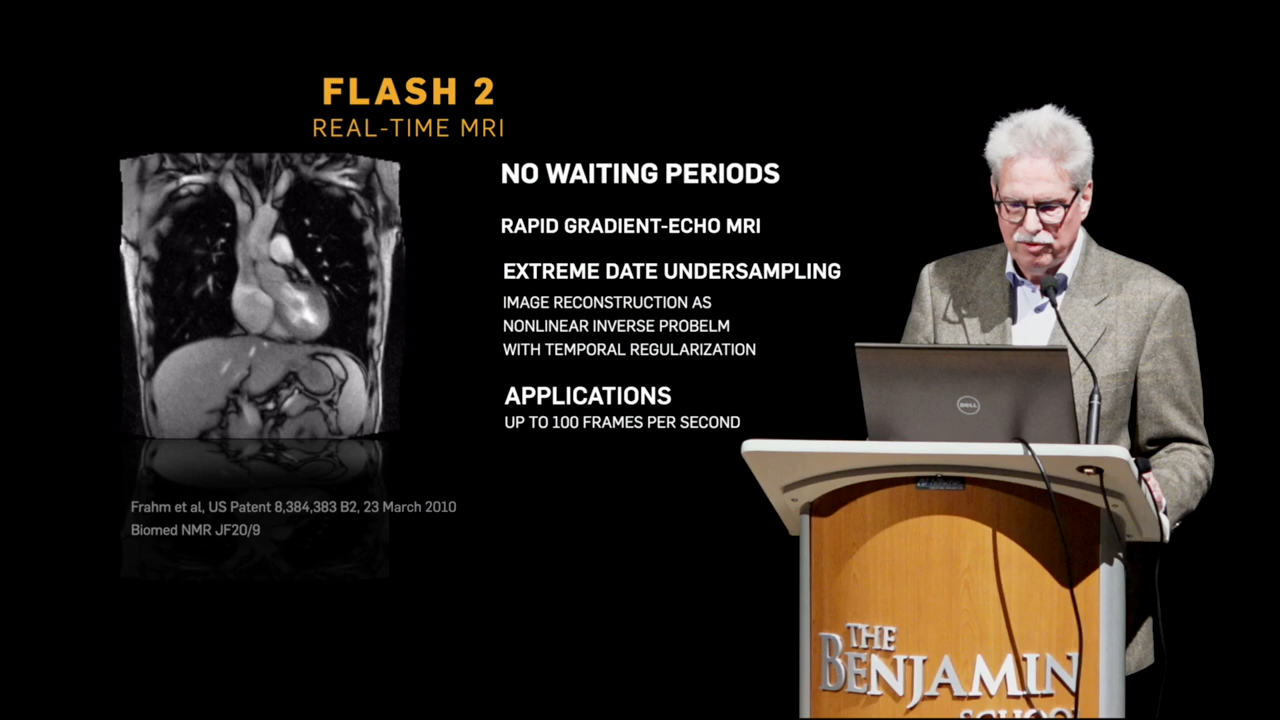 FLASH 2
REAL-TIME MRI
NO WAITING PERIODS
RAPID GRADIENT-ECHO MRI
EXTREME DATE UNDERSAMPLING
IMAGE RECONSTRUCTION AS
NONLINEAR INVERSE PROBELM
WITH TEMPORAL REGULARIZATION
APPLICATIONS
UP TO 100 FRAMES PER SECOND
Frahm et al, US Patent 8,384,383 B2, 23 March 2010
Biomed NMR JF20/9
DELL
THE
BENJAMIN
SCHOOL